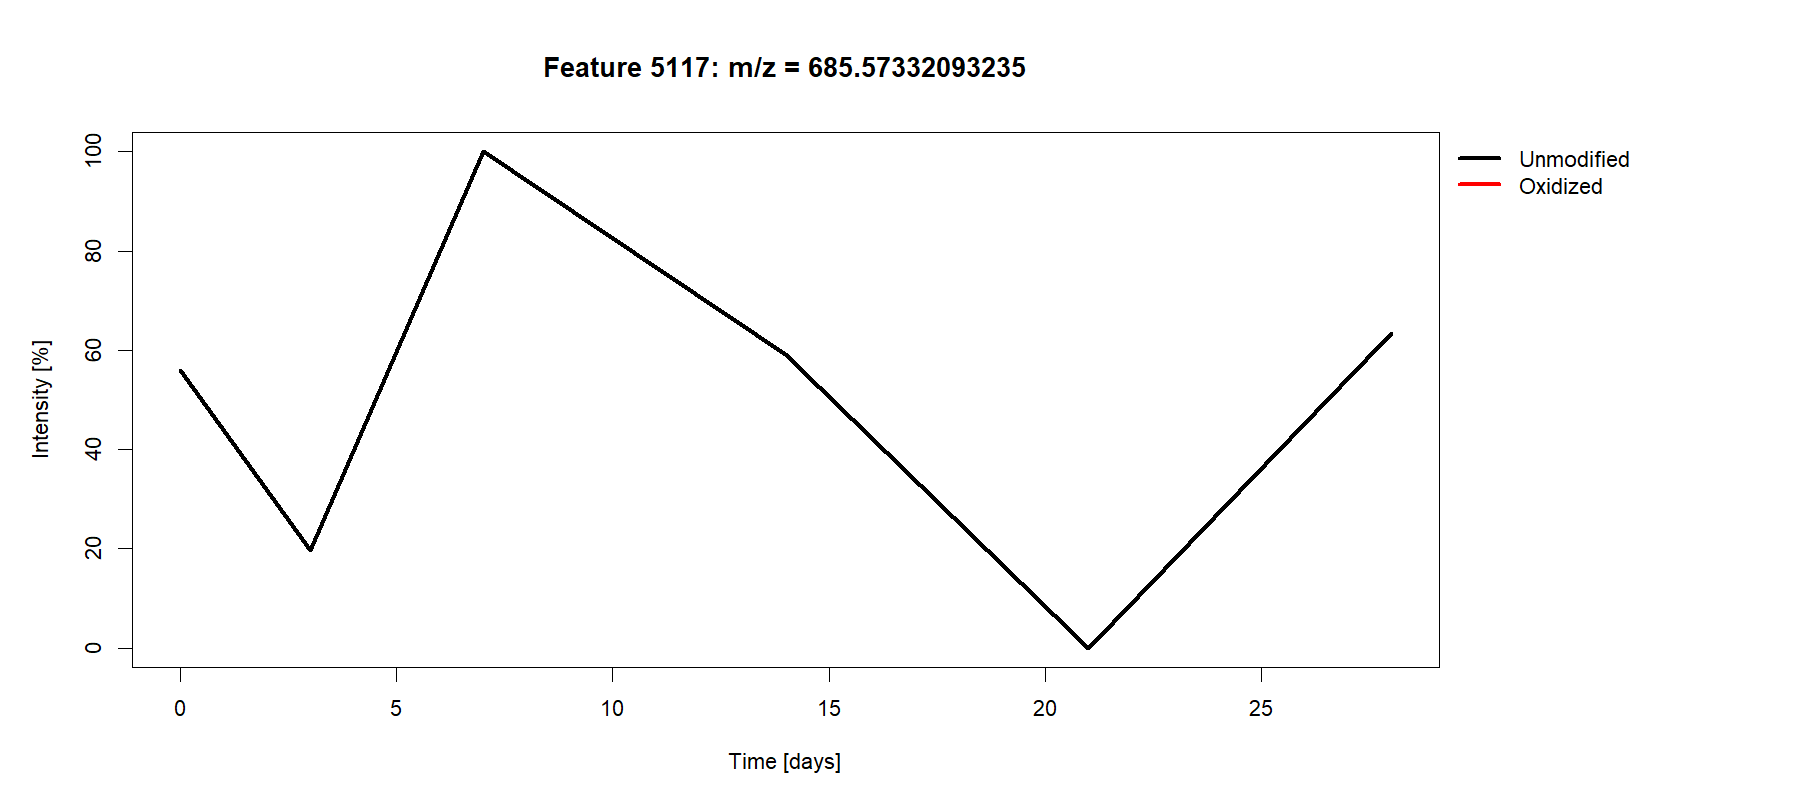 Feature 5117: m/z = 685.57332093235
Unmodified
Oxidized
Intensity [%]
100
80
60
40
20
0
0 5 10 15 20 25
Time [days]